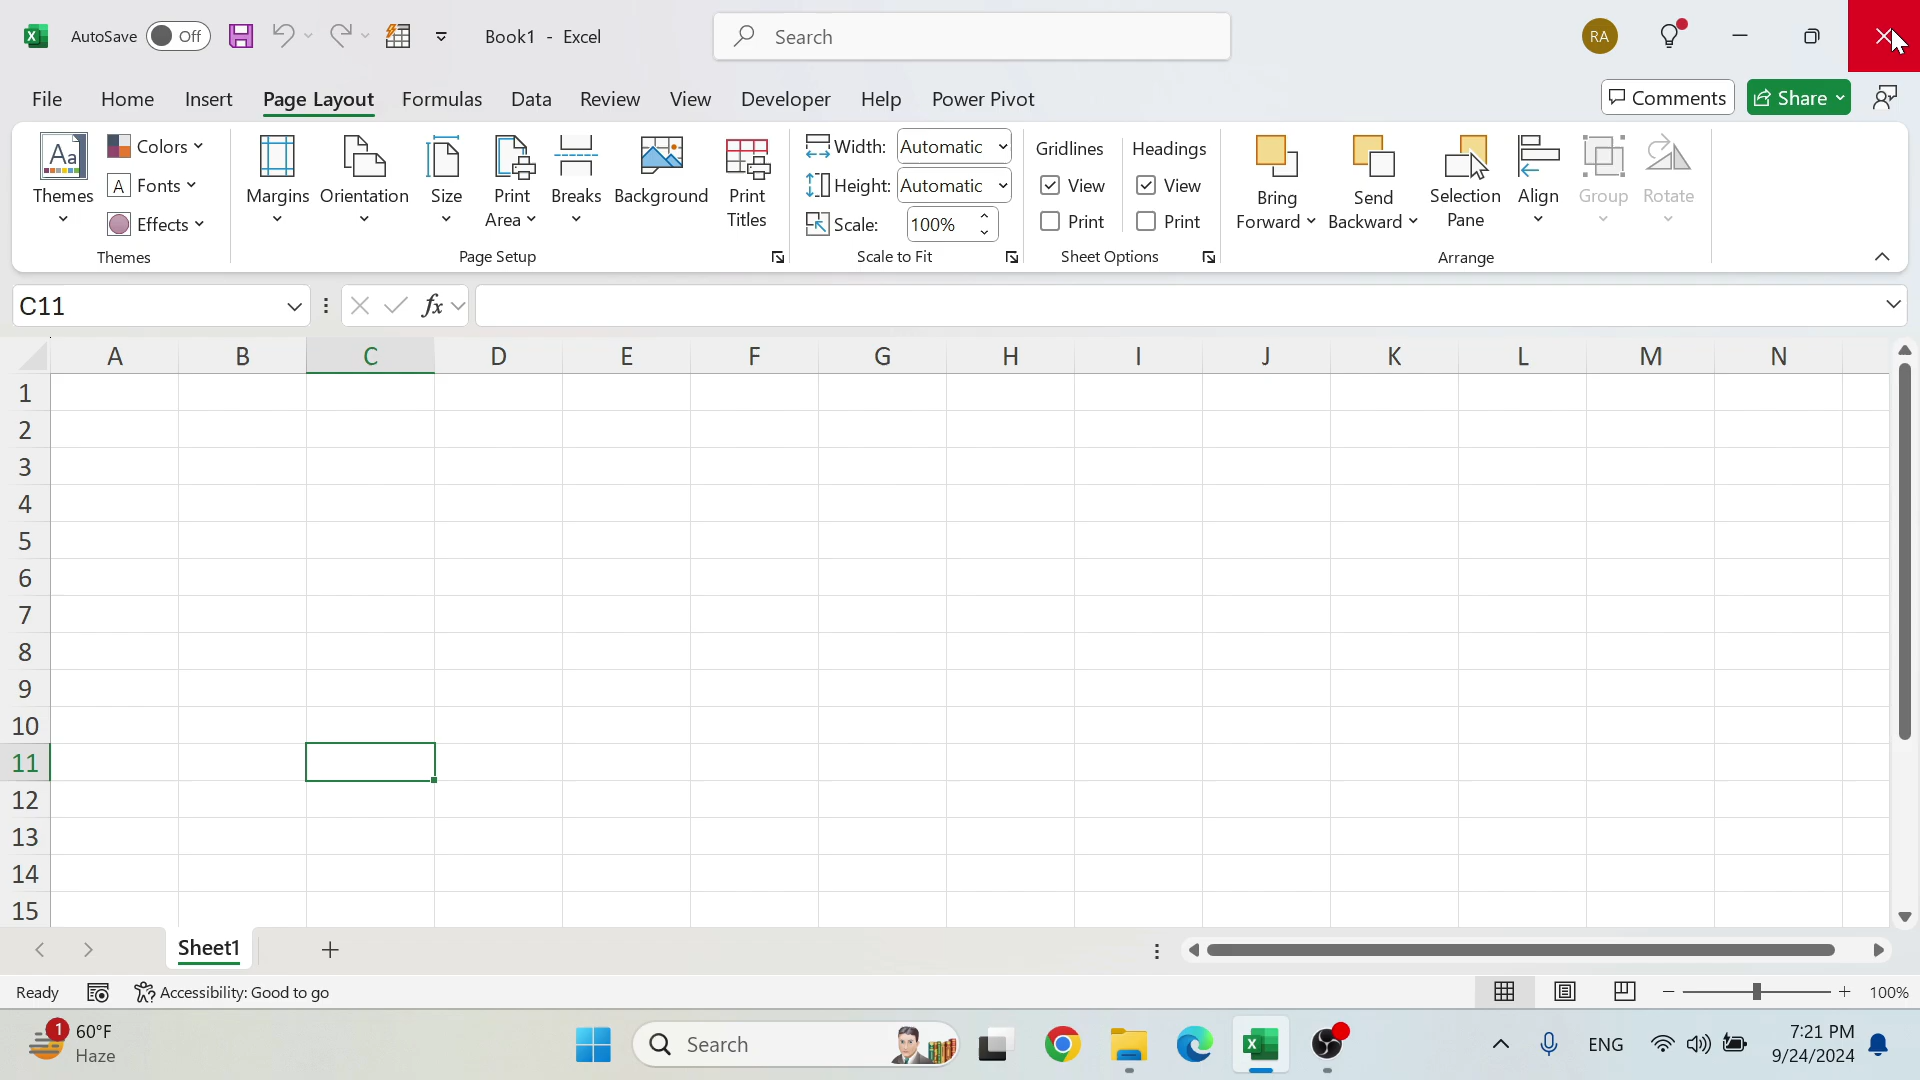 AutoSave Off Book1 - Excel Search RA
File Home Insert Page Layout Formulas Data Review View Developer Help Power Pivot Comments Share
Themes Colors Fonts Effects
Themes
Margins Orientation Size Print Area Breaks Background Print Titles
Page Setup
Width: Automatic
Height: Automatic
Scale: 100%
Scale to Fit
Gridlines Headings
View View
Print Print
Sheet Options
Bring Forward Send Backward Selection Pane Align Group Rotate
Arrange
C11 fx
A B C D E F G H I J K L M N
1
2
3
4
5
6
7
8
9
10
11
12
13
14
15
Sheet1
Ready Accessibility: Good to go 100%
1 60°F
Haze
Search
ENG
7:21 PM
9/24/2024